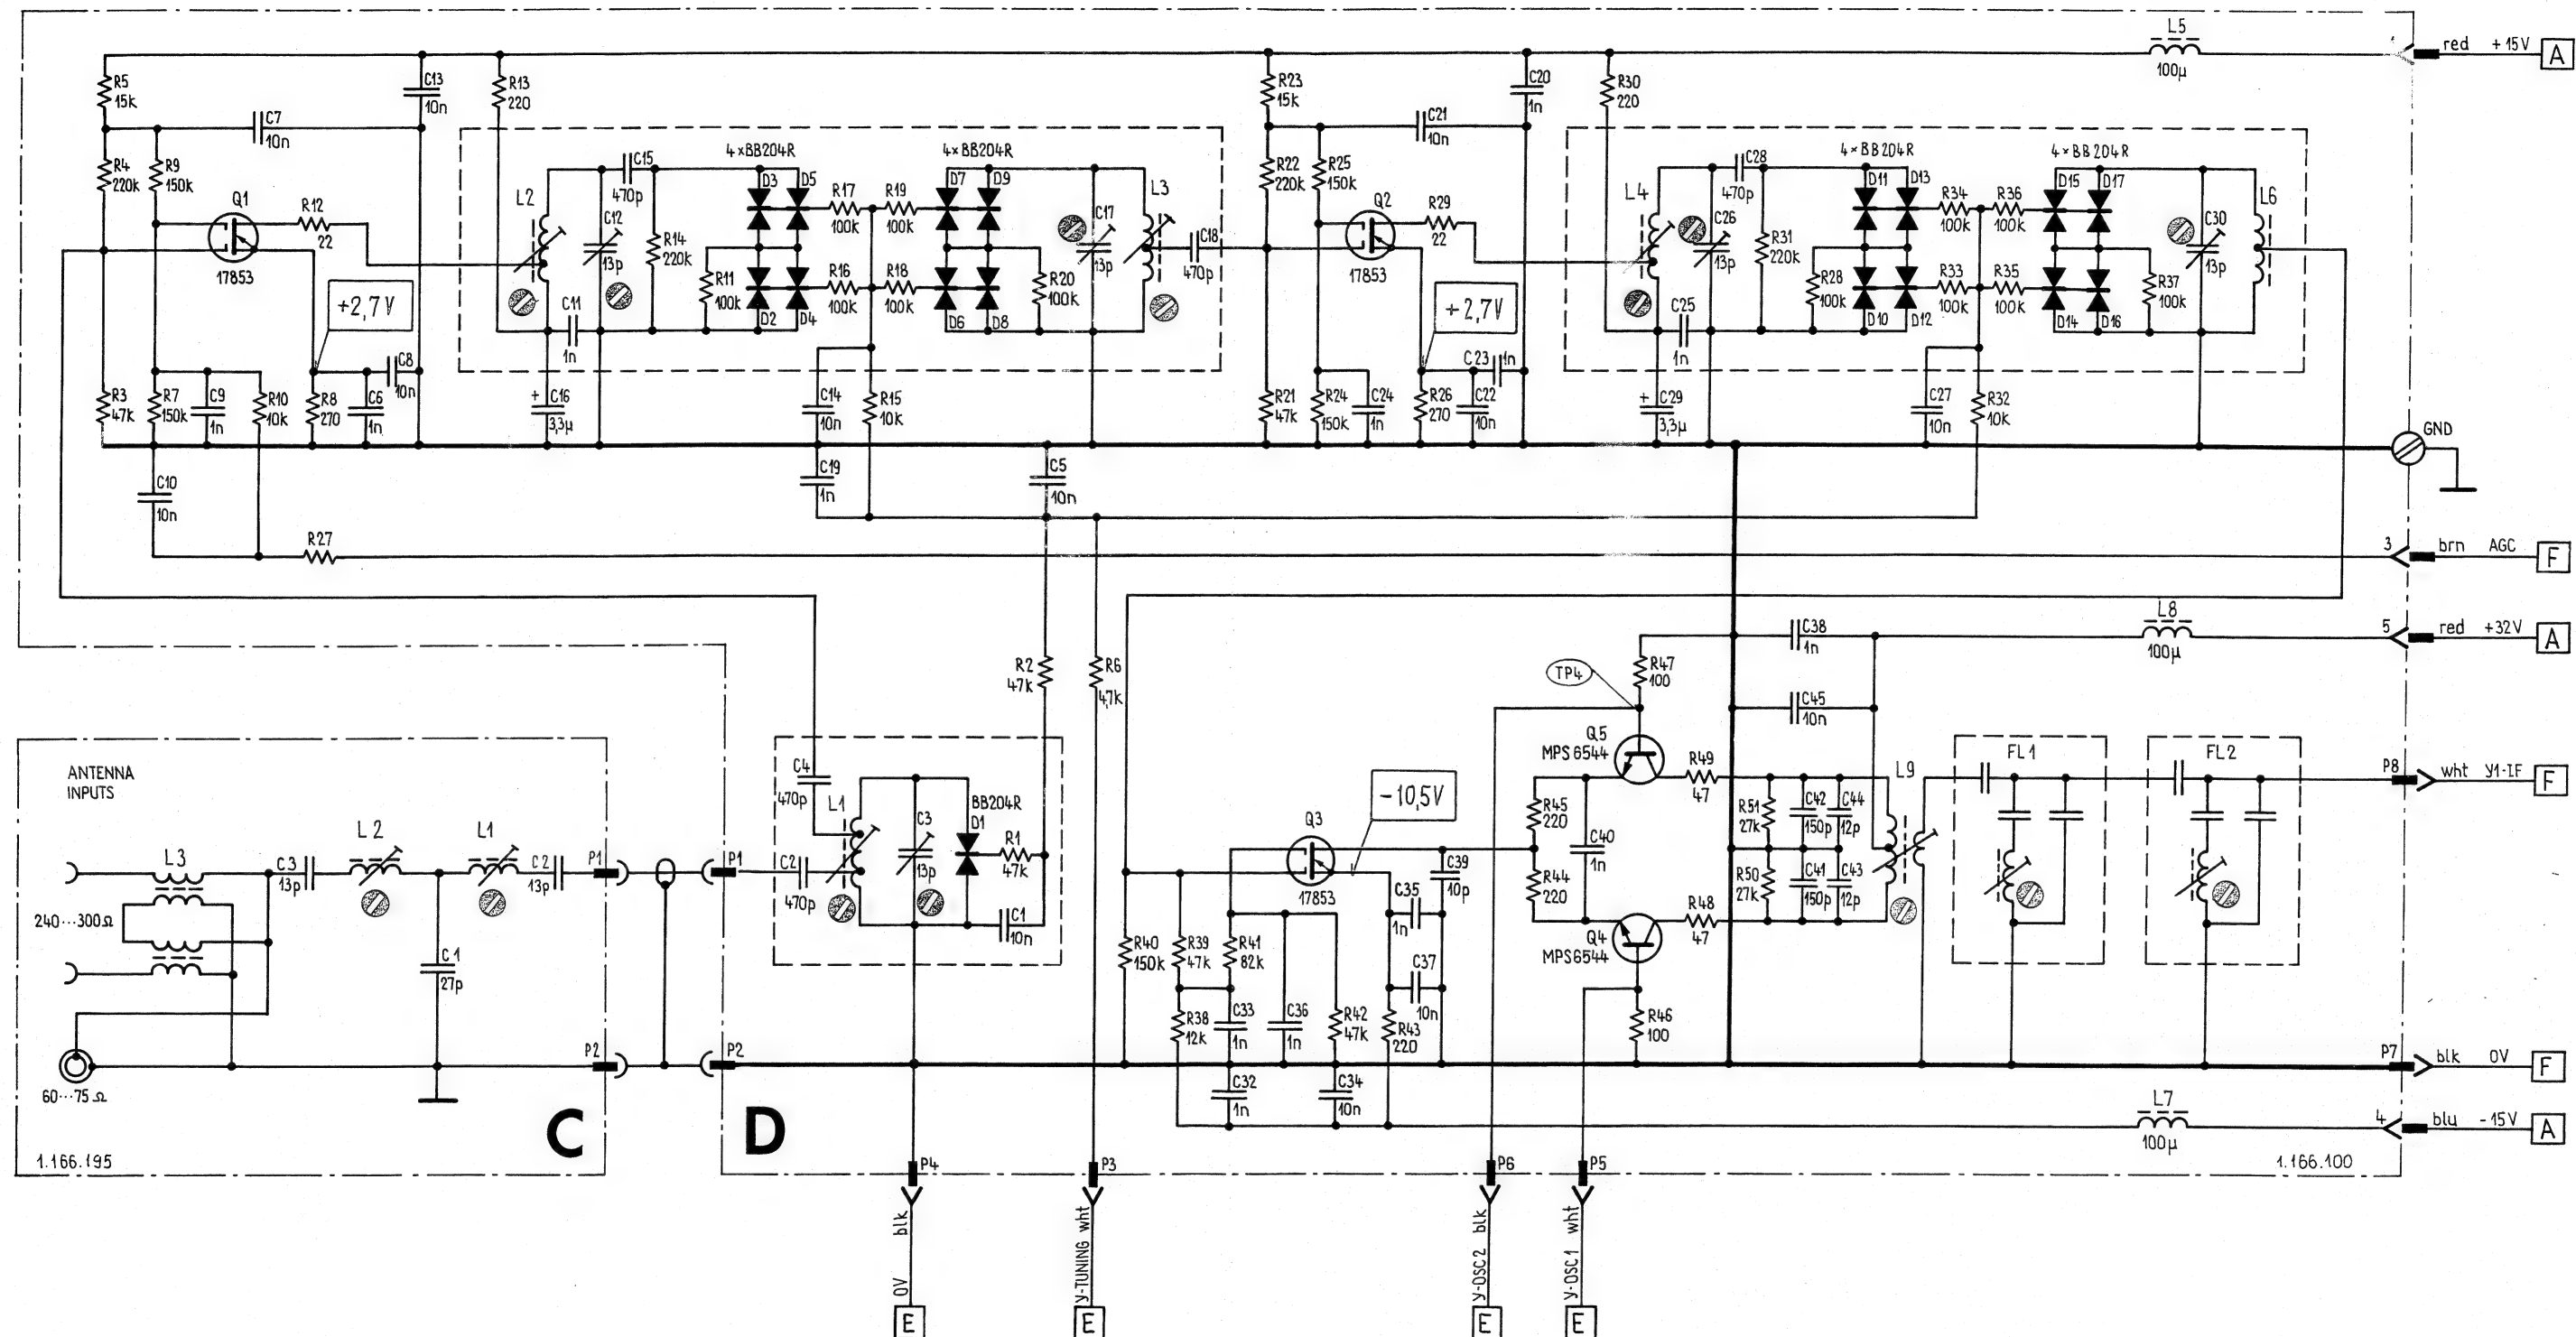 L5
100µ
red +15V
A
R5
15k
C13
10n
R13
220
R23
15k
C20
1n
R30
220
C7
10n
C21
10n
R4
220k
R9
150k
Q1
17853
R12
22
+2,7V
L2
C15
470p
C12
13p
R14
220k
4×BB204R
D3
D5
R11
100k
D2
D4
R17
100k
R19
100k
R16
100k
R18
100k
4×BB204R
D7
D9
D6
D8
R20
100k
C17
13p
L3
C18
470p
C11
1n
R22
220k
R25
150k
Q2
17853
R29
22
+2,7V
L4
C28
470p
C26
13p
R31
220k
4×BB204R
D11
D13
R28
100k
D10
D12
R34
100k
R36
100k
R33
100k
R35
100k
4×BB204R
D15
D17
D14
D16
R37
100k
C30
13p
L6
C25
1n
R3
47k
R7
150k
C9
1n
R10
10k
R8
270
C6
1n
C8
10n
C16
+
3,3µ
C14
10n
R15
10k
R21
47k
R24
150k
C24
1n
R26
270
C22
10n
C23
1n
C29
+
3,3µ
C27
10n
R32
10k
GND
C10
10n
C19
1n
C5
10n
R27
3
brn AGC
F
R2
47k
R6
4,7k
L8
100µ
5
red +32V
A
C38
1n
R47
100
TP4
C45
10n
ANTENNA
INPUTS
L3
240...300Ω
60...75Ω
C3
13p
L2
L1
C2
13p
C1
27p
P1
P2
C
1.166.195
P1
P2
D
C4
470p
C2
470p
L1
C3
13p
BB204R
D1
R1
47k
C1
10n
Q3
17853
-10,5V
Q5
MPS6544
R49
47
R45
220
C40
1n
R44
220
Q4
MPS6544
R48
47
R51
27k
C42
150p
C44
12p
R50
27k
C41
150p
C43
12p
L9
FL1
FL2
P8
wht Y1-IF
F
C39
10p
C35
1n
C37
10n
R40
150k
R39
47k
R41
82k
R38
12k
C33
1n
C36
1n
R42
47k
R43
220
R46
100
C32
1n
C34
10n
P7
blk 0V
F
L7
100µ
4
blu -15V
A
1.166.100
P4
P3
P6
P5
0V blk
E
Y-TUNING wht
E
Y-OSC2 blk
E
Y-OSC1 wht
E